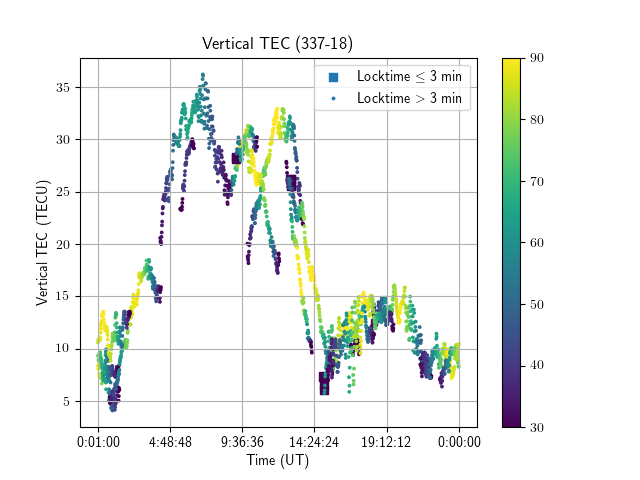 Vertical TEC (337-18)
Locktime ≤ 3 min
Locktime > 3 min
Vertical TEC (TECU)
35
30
25
20
15
10
5
0:01:00 4:48:48 9:36:36 14:24:24 19:12:12 0:00:00
Time (UT)
90
80
70
60
50
40
30